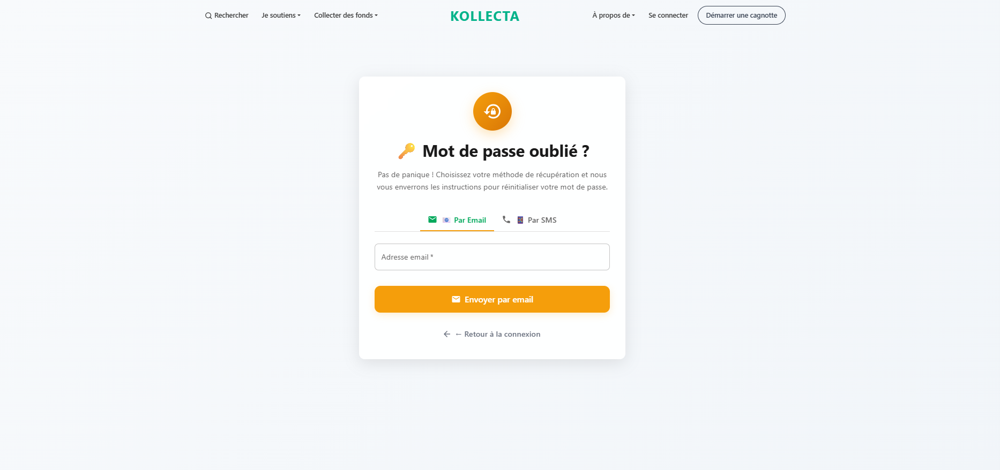 Rechercher
Je soutiens
Collecter des fonds
KOLLECTA
À propos de
Se connecter
Démarrer une cagnotte
🔑 Mot de passe oublié ?
Pas de panique ! Choisissez votre méthode de récupération et nous
vous enverrons les instructions pour réinitialiser votre mot de passe.
📧 Par Email
📱 Par SMS
Adresse email *
Envoyer par email
← Retour à la connexion